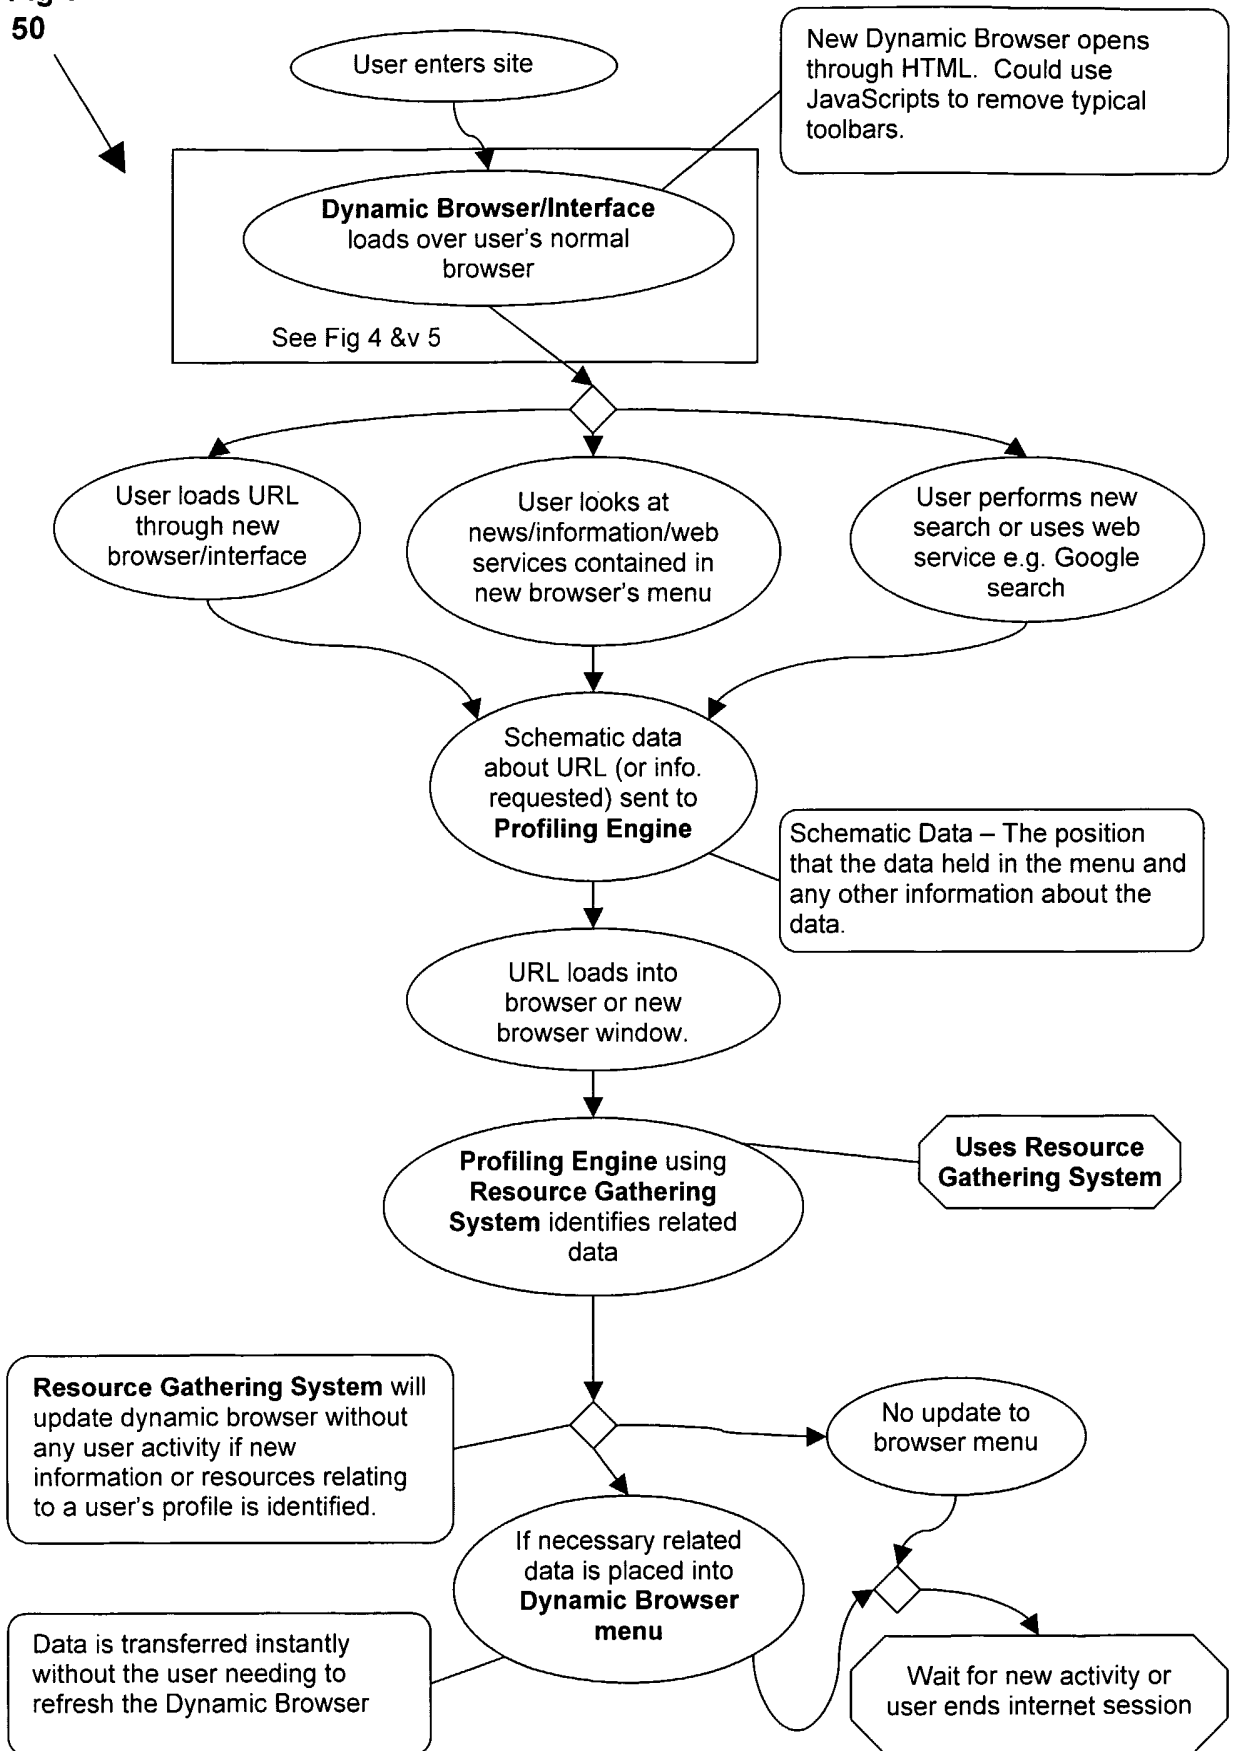 50
User enters site
New Dynamic Browser opens
through HTML. Could use
JavaScripts to remove typical
toolbars.
Dynamic Browser/Interface
loads over user's normal
browser
See Fig 4 &v 5
User loads URL
through new
browser/interface
User looks at
news/information/web
services contained in
new browser's menu
User performs new
search or uses web
service e.g. Google
search
Schematic data
about URL (or info.
requested) sent to
Profiling Engine
Schematic Data – The position
that the data held in the menu and
any other information about the
data.
URL loads into
browser or new
browser window.
Profiling Engine using
Resource Gathering
System identifies related
data
Uses Resource
Gathering System
Resource Gathering System will
update dynamic browser without
any user activity if new
information or resources relating
to a user's profile is identified.
No update to
browser menu
If necessary related
data is placed into
Dynamic Browser
menu
Data is transferred instantly
without the user needing to
refresh the Dynamic Browser
Wait for new activity or
user ends internet session